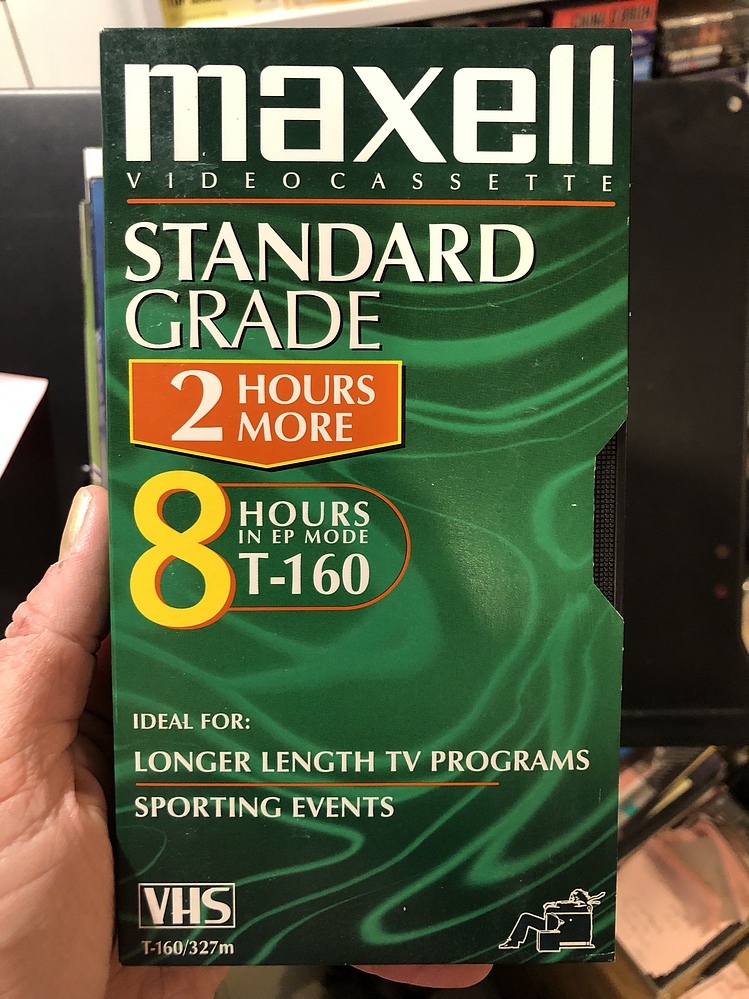 maxell
VIDEOCASSETTE
STANDARD
GRADE
2 HOURS
MORE
8 HOURS
IN EP MODE
T-160
IDEAL FOR:
LONGER LENGTH TV PROGRAMS
SPORTING EVENTS
VHS
T-160/327m